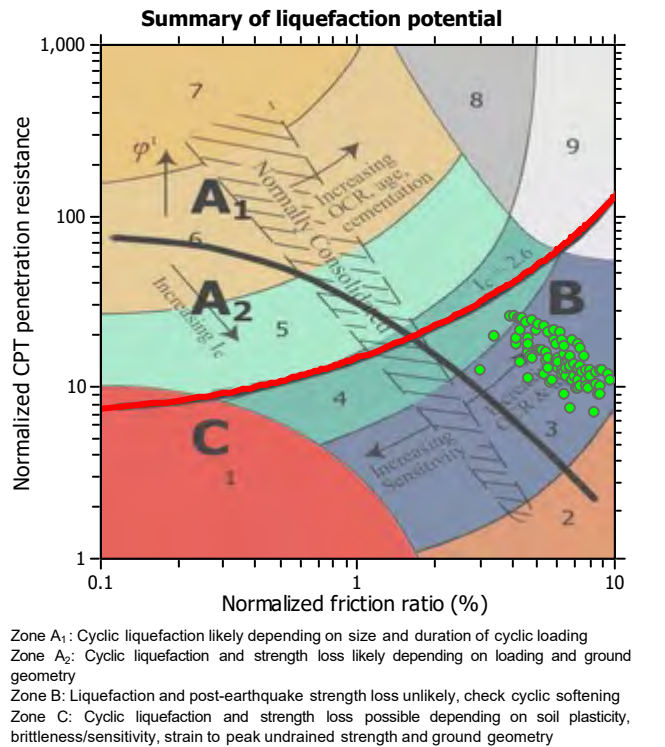 Summary of liquefaction potential
Normalized CPT penetration resistance
1,000
100
10
1
7
8
9
φ'
A1
Increasing
OCR, age,
cementation
Normally Consolidated
6
A2
Increasing Ic
5
Ic = 2.6
B
4
OCR &
3
C
1
Increasing
Sensitivity
2
0.1
1
10
Normalized friction ratio (%)
Zone A1: Cyclic liquefaction likely depending on size and duration of cyclic loading
Zone A2: Cyclic liquefaction and strength loss likely depending on loading and ground
geometry
Zone B: Liquefaction and post-earthquake strength loss unlikely, check cyclic softening
Zone C: Cyclic liquefaction and strength loss possible depending on soil plasticity,
brittleness/sensitivity, strain to peak undrained strength and ground geometry